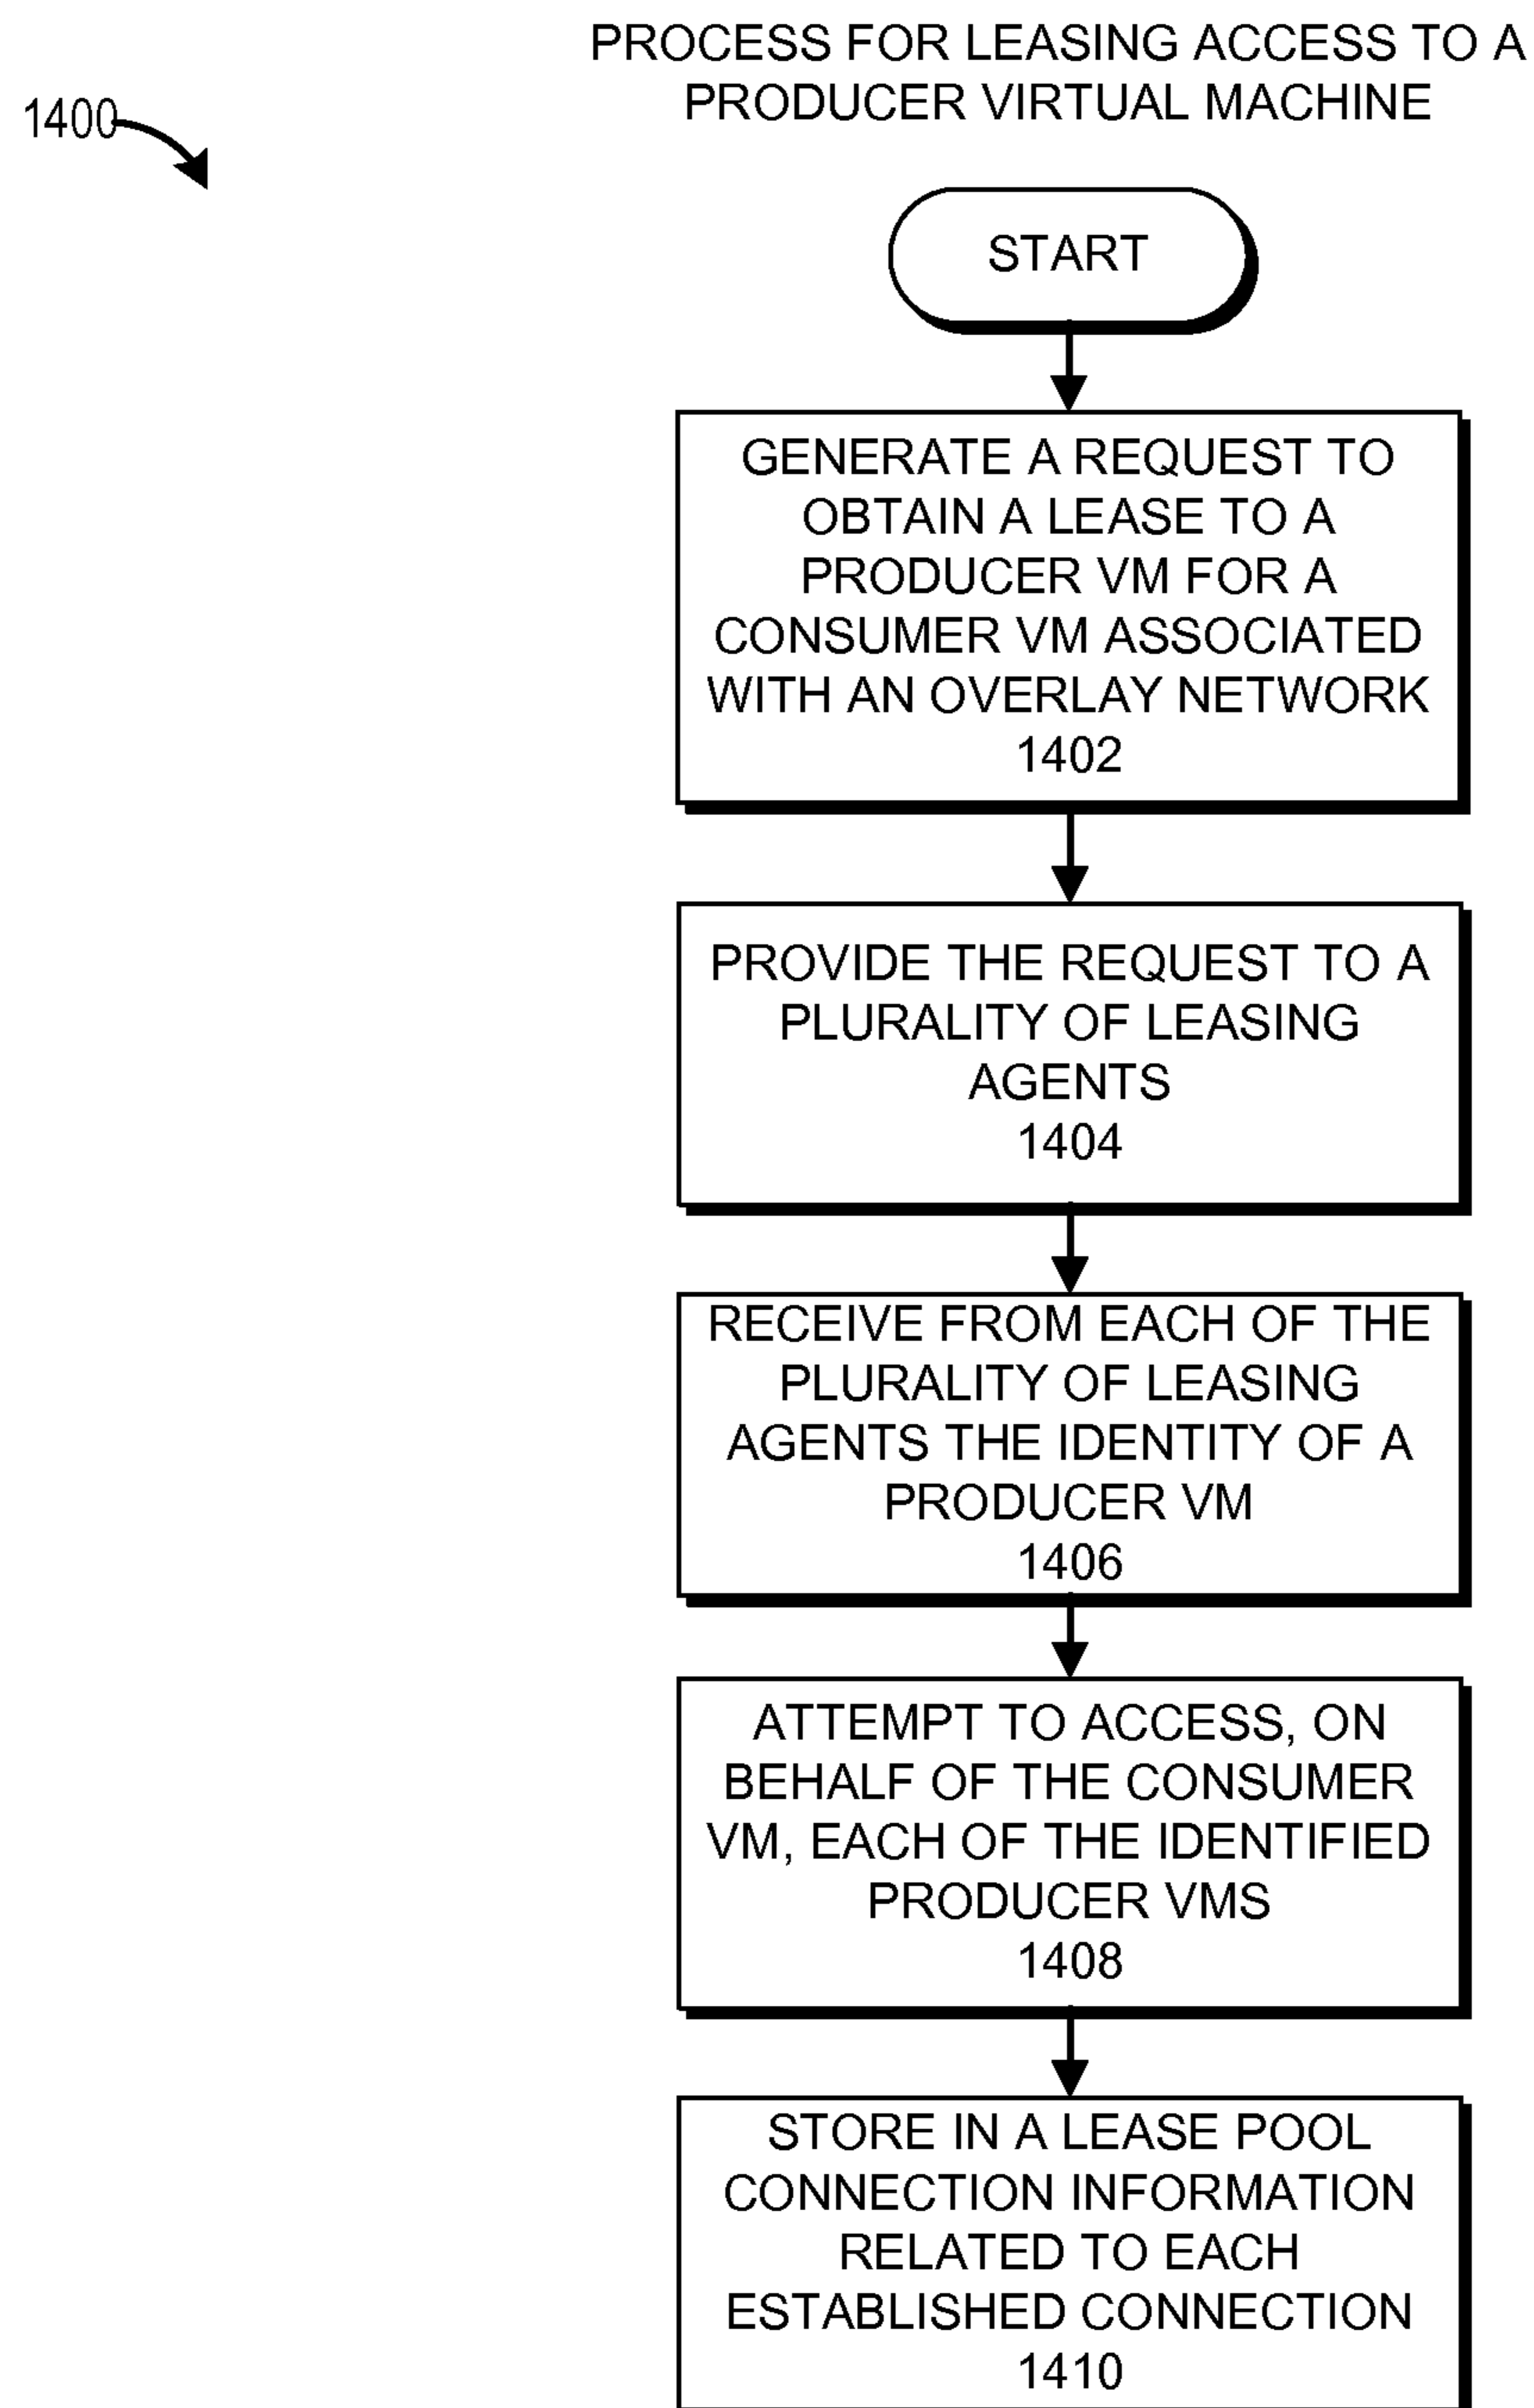 PROCESS FOR LEASING ACCESS TO A
PRODUCER VIRTUAL MACHINE
1400
START
GENERATE A REQUEST TO
OBTAIN A LEASE TO A
PRODUCER VM FOR A
CONSUMER VM ASSOCIATED
WITH AN OVERLAY NETWORK
1402
PROVIDE THE REQUEST TO A
PLURALITY OF LEASING
AGENTS
1404
RECEIVE FROM EACH OF THE
PLURALITY OF LEASING
AGENTS THE IDENTITY OF A
PRODUCER VM
1406
ATTEMPT TO ACCESS, ON
BEHALF OF THE CONSUMER
VM, EACH OF THE IDENTIFIED
PRODUCER VMS
1408
STORE IN A LEASE POOL
CONNECTION INFORMATION
RELATED TO EACH
ESTABLISHED CONNECTION
1410